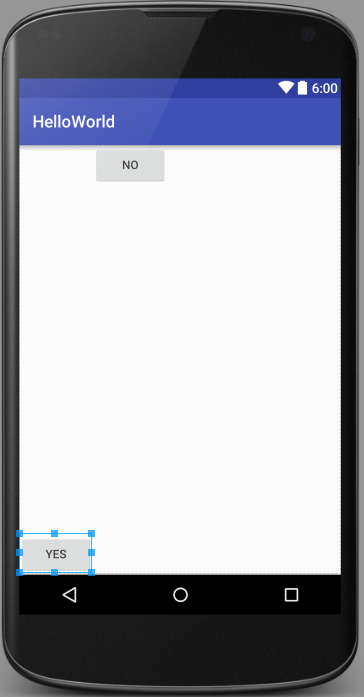 6:00
HelloWorld
NO
YES